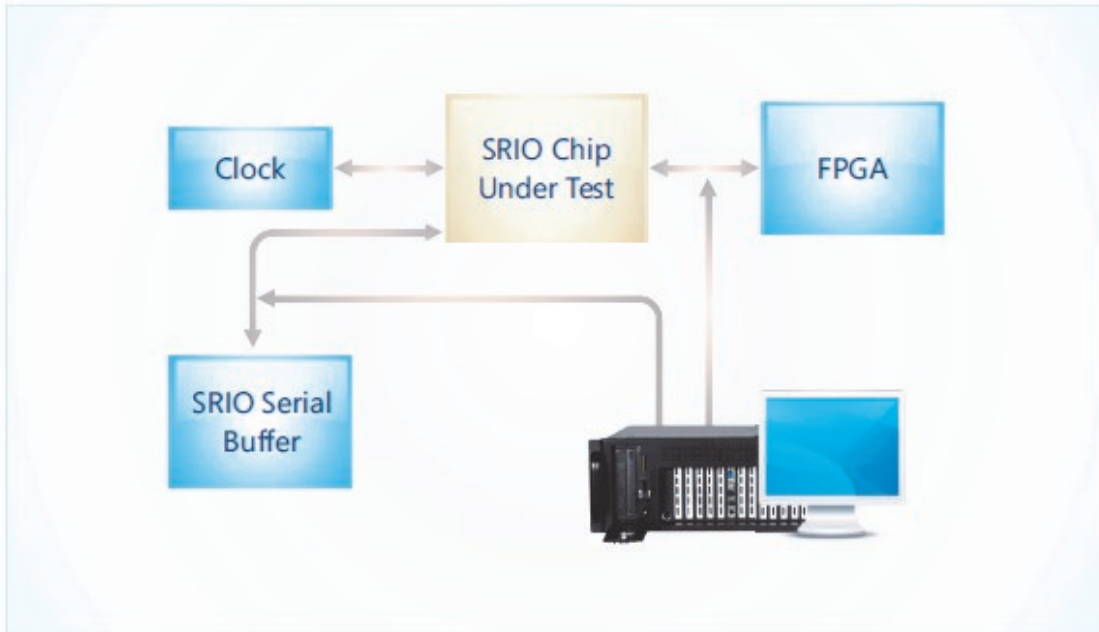 Clock
SRIO Chip
Under Test
FPGA
SRIO Serial
Buffer